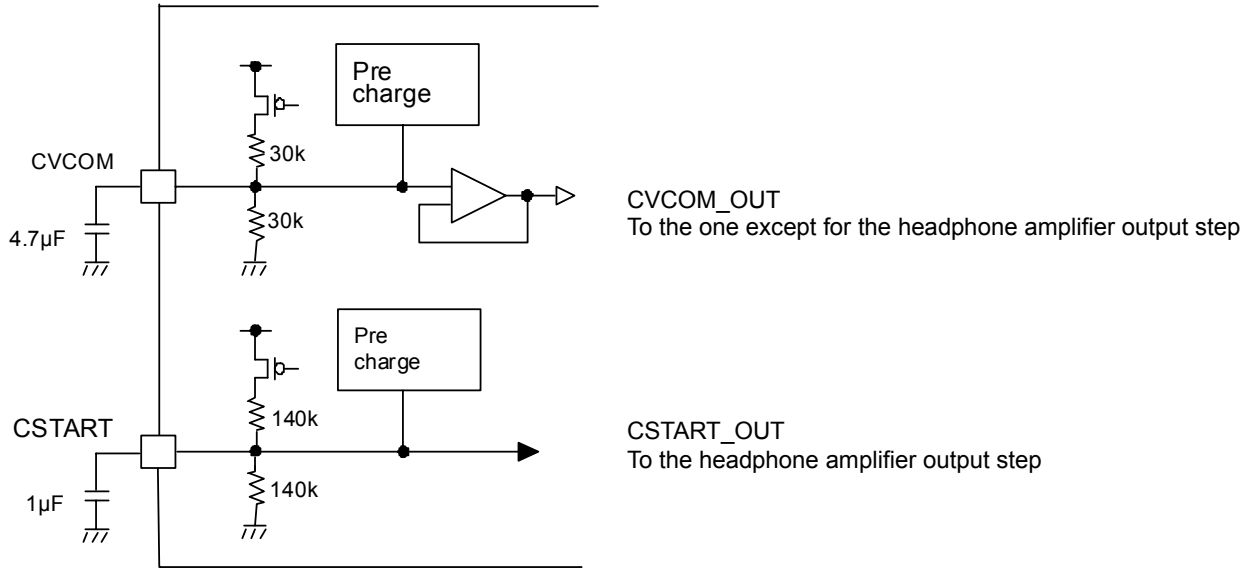 Pre
charge
30k
CVCOM
30k
4.7µF
CVCOM_OUT
To the one except for the headphone amplifier output step
Pre
charge
140k
CSTART
140k
1µF
CSTART_OUT
To the headphone amplifier output step